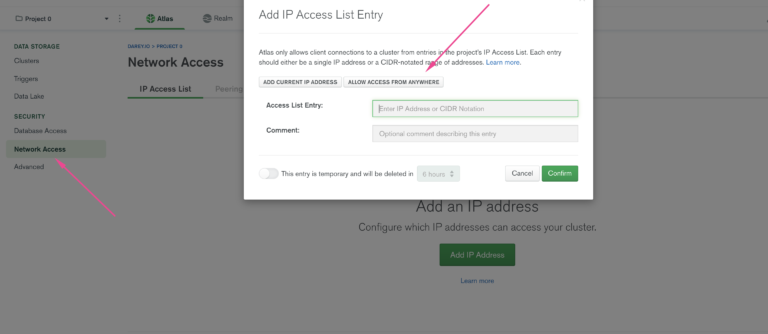 Project 0
Atlas
Realm
DATA STORAGE
Clusters
Triggers
Data Lake
SECURITY
Database Access
Network Access
Advanced
Network Access
IP Access List
Peering
Add IP Access List Entry
Atlas only allows client connections to a cluster from entries in the project's IP Access List. Each entry
should either be a single IP address or a CIDR-notated range of addresses. Learn more.
ADD CURRENT IP ADDRESS
ALLOW ACCESS FROM ANYWHERE
Access List Entry:
Enter IP Address or CIDR Notation
Comment:
Optional comment describing this entry
This entry is temporary and will be deleted in
6 hours
Cancel
Confirm
Add an IP address
Configure which IP addresses can access your cluster.
Add IP Address
Learn more